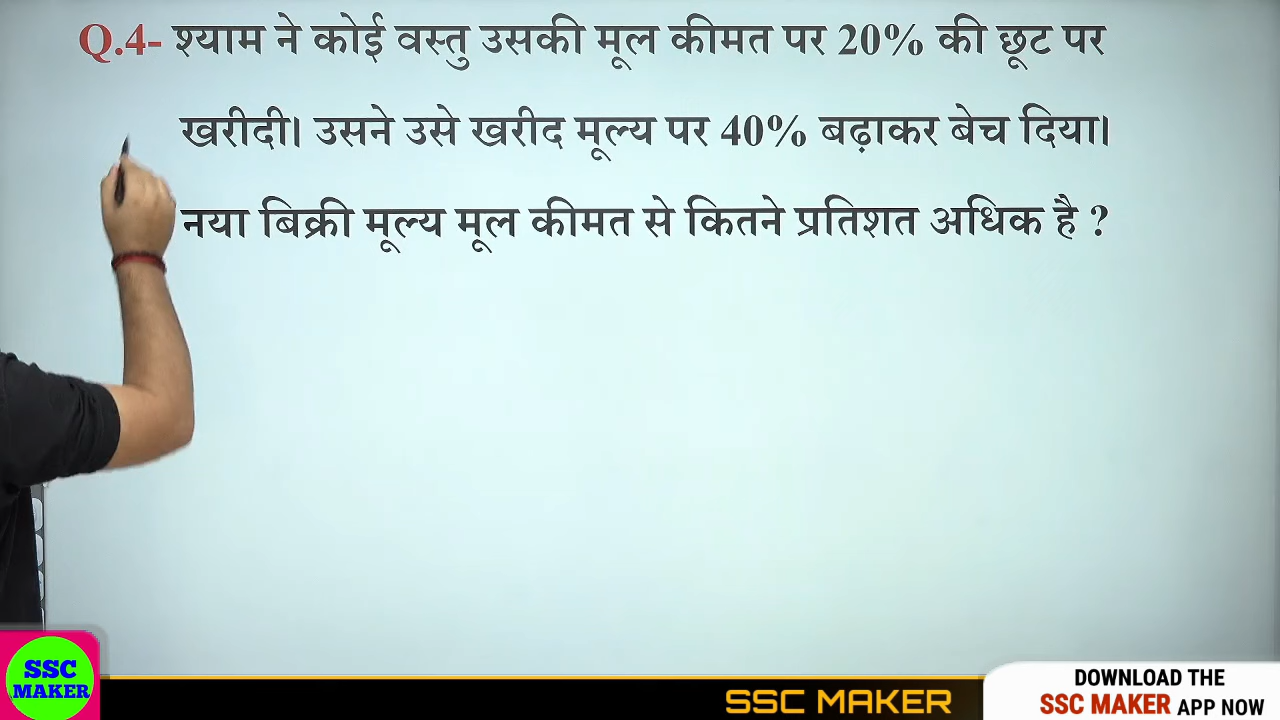 Q.4- श्याम ने कोई वस्तु उसकी मूल कीमत पर 20% की छूट पर
खरीदी। उसने उसे खरीद मूल्य पर 40% बढ़ाकर बेच दिया।
नया बिक्री मूल्य मूल कीमत से कितने प्रतिशत अधिक है ?
SSC
MAKER
SSC MAKER
DOWNLOAD THE
SSC MAKER APP NOW